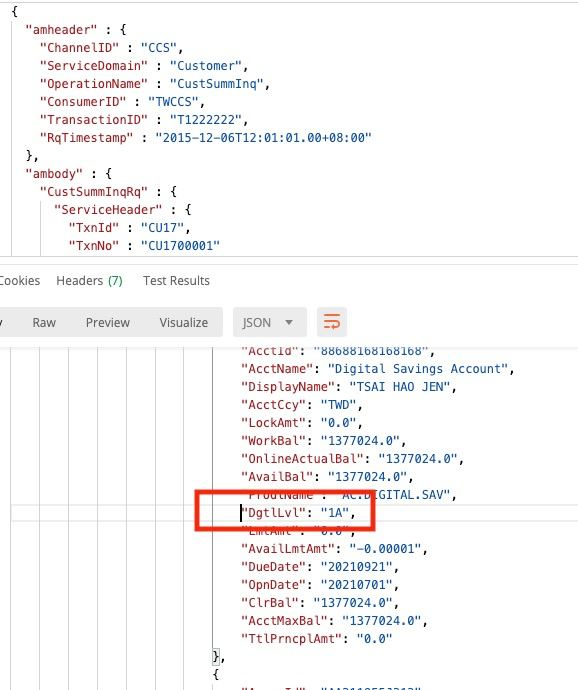 {
"amheader" : {
"ChannelID" : "CCS",
"ServiceDomain" : "Customer",
"OperationName" : "CustSummInq",
"ConsumerID" : "TWCCS",
"TransactionID" : "T1222222",
"RqTimestamp" : "2015-12-06T12:01:01.00+08:00"
},
"ambody" : {
"CustSummInqRq" : {
"ServiceHeader" : {
"TxnId" : "CU17",
"TxnNo" : "CU1700001"
Cookies Headers (7) Test Results
Raw Preview Visualize JSON
"AcctId": "88688168168168",
"AcctName": "Digital Savings Account",
"DisplayName": "TSAI HAO JEN",
"AcctCcy": "TWD",
"LockAmt": "0.0",
"WorkBal": "1377024.0",
"OnlineActualBal": "1377024.0",
"AvailBal": "1377024.0",
"ProdName": "AC.DIGITAL.SAV",
"DgtlLvl": "1A",
"LmtAmt": "0.0",
"AvailLmtAmt": "-0.00001",
"DueDate": "20210921",
"OpnDate": "20210701",
"ClrBal": "1377024.0",
"AcctMaxBal": "1377024.0",
"TtlPrncplAmt": "0.0"
},
{